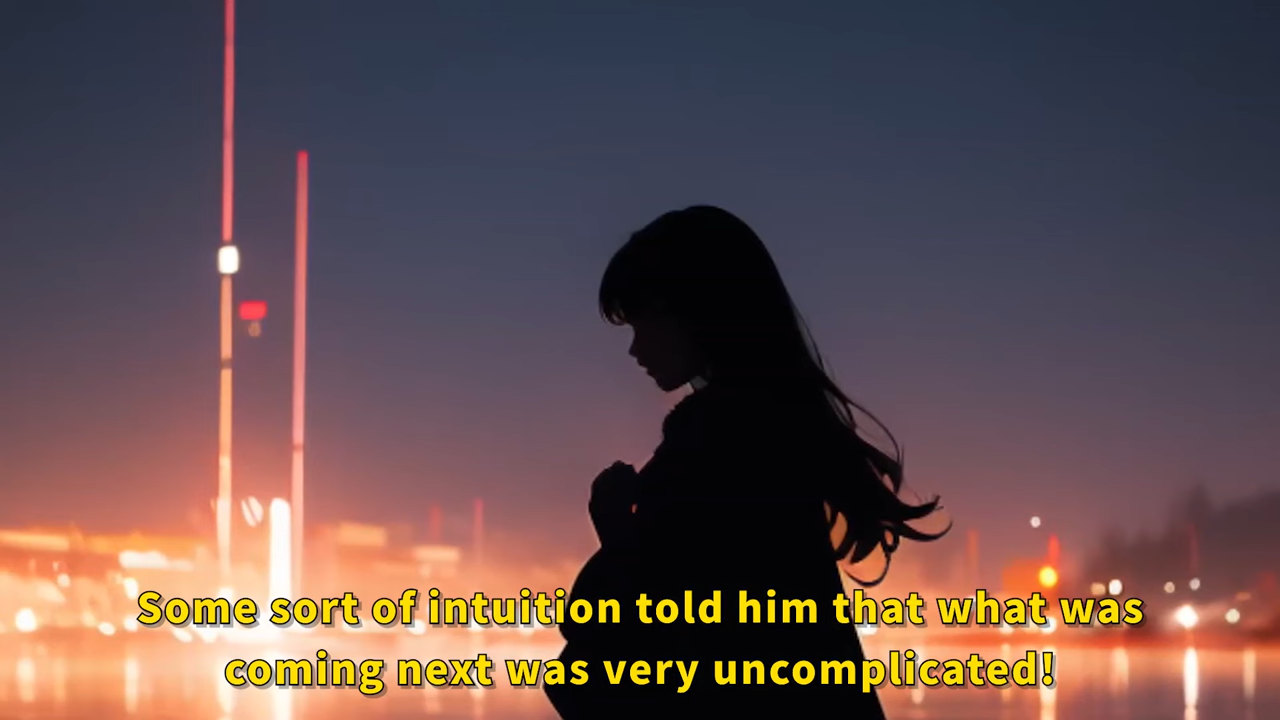 Some sort of intuition told him that what was
coming next was very uncomplicated!